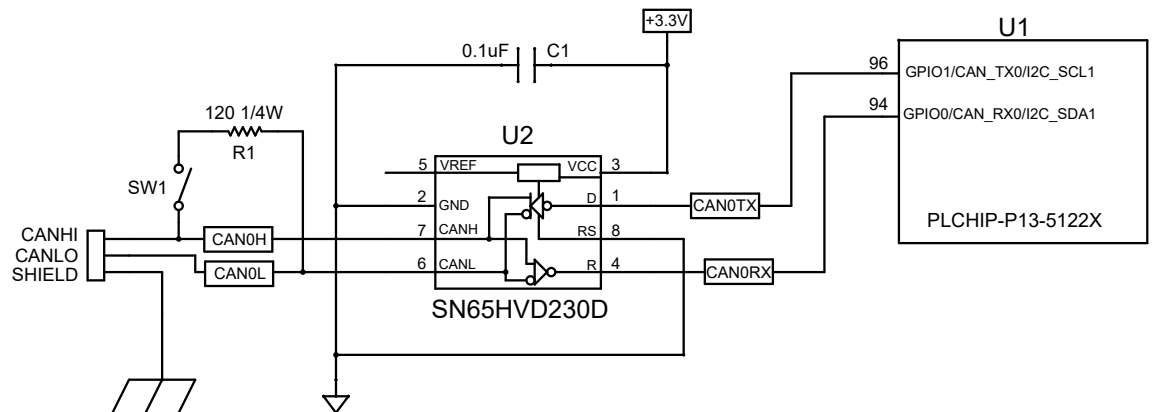 +3.3V
U1
0.1uF C1
96 GPIO1/CAN_TX0/I2C_SCL1
94 GPIO0/CAN_RX0/I2C_SDA1
120 1/4W
R1
U2
5 VREF VCC 3
SW1
2 GND D 1 CAN0TX
PLCHIP-P13-5122X
CANHI CAN0H 7 CANH RS 8
CANLO
SHIELD CAN0L 6 CANL R 4 CAN0RX
SN65HVD230D